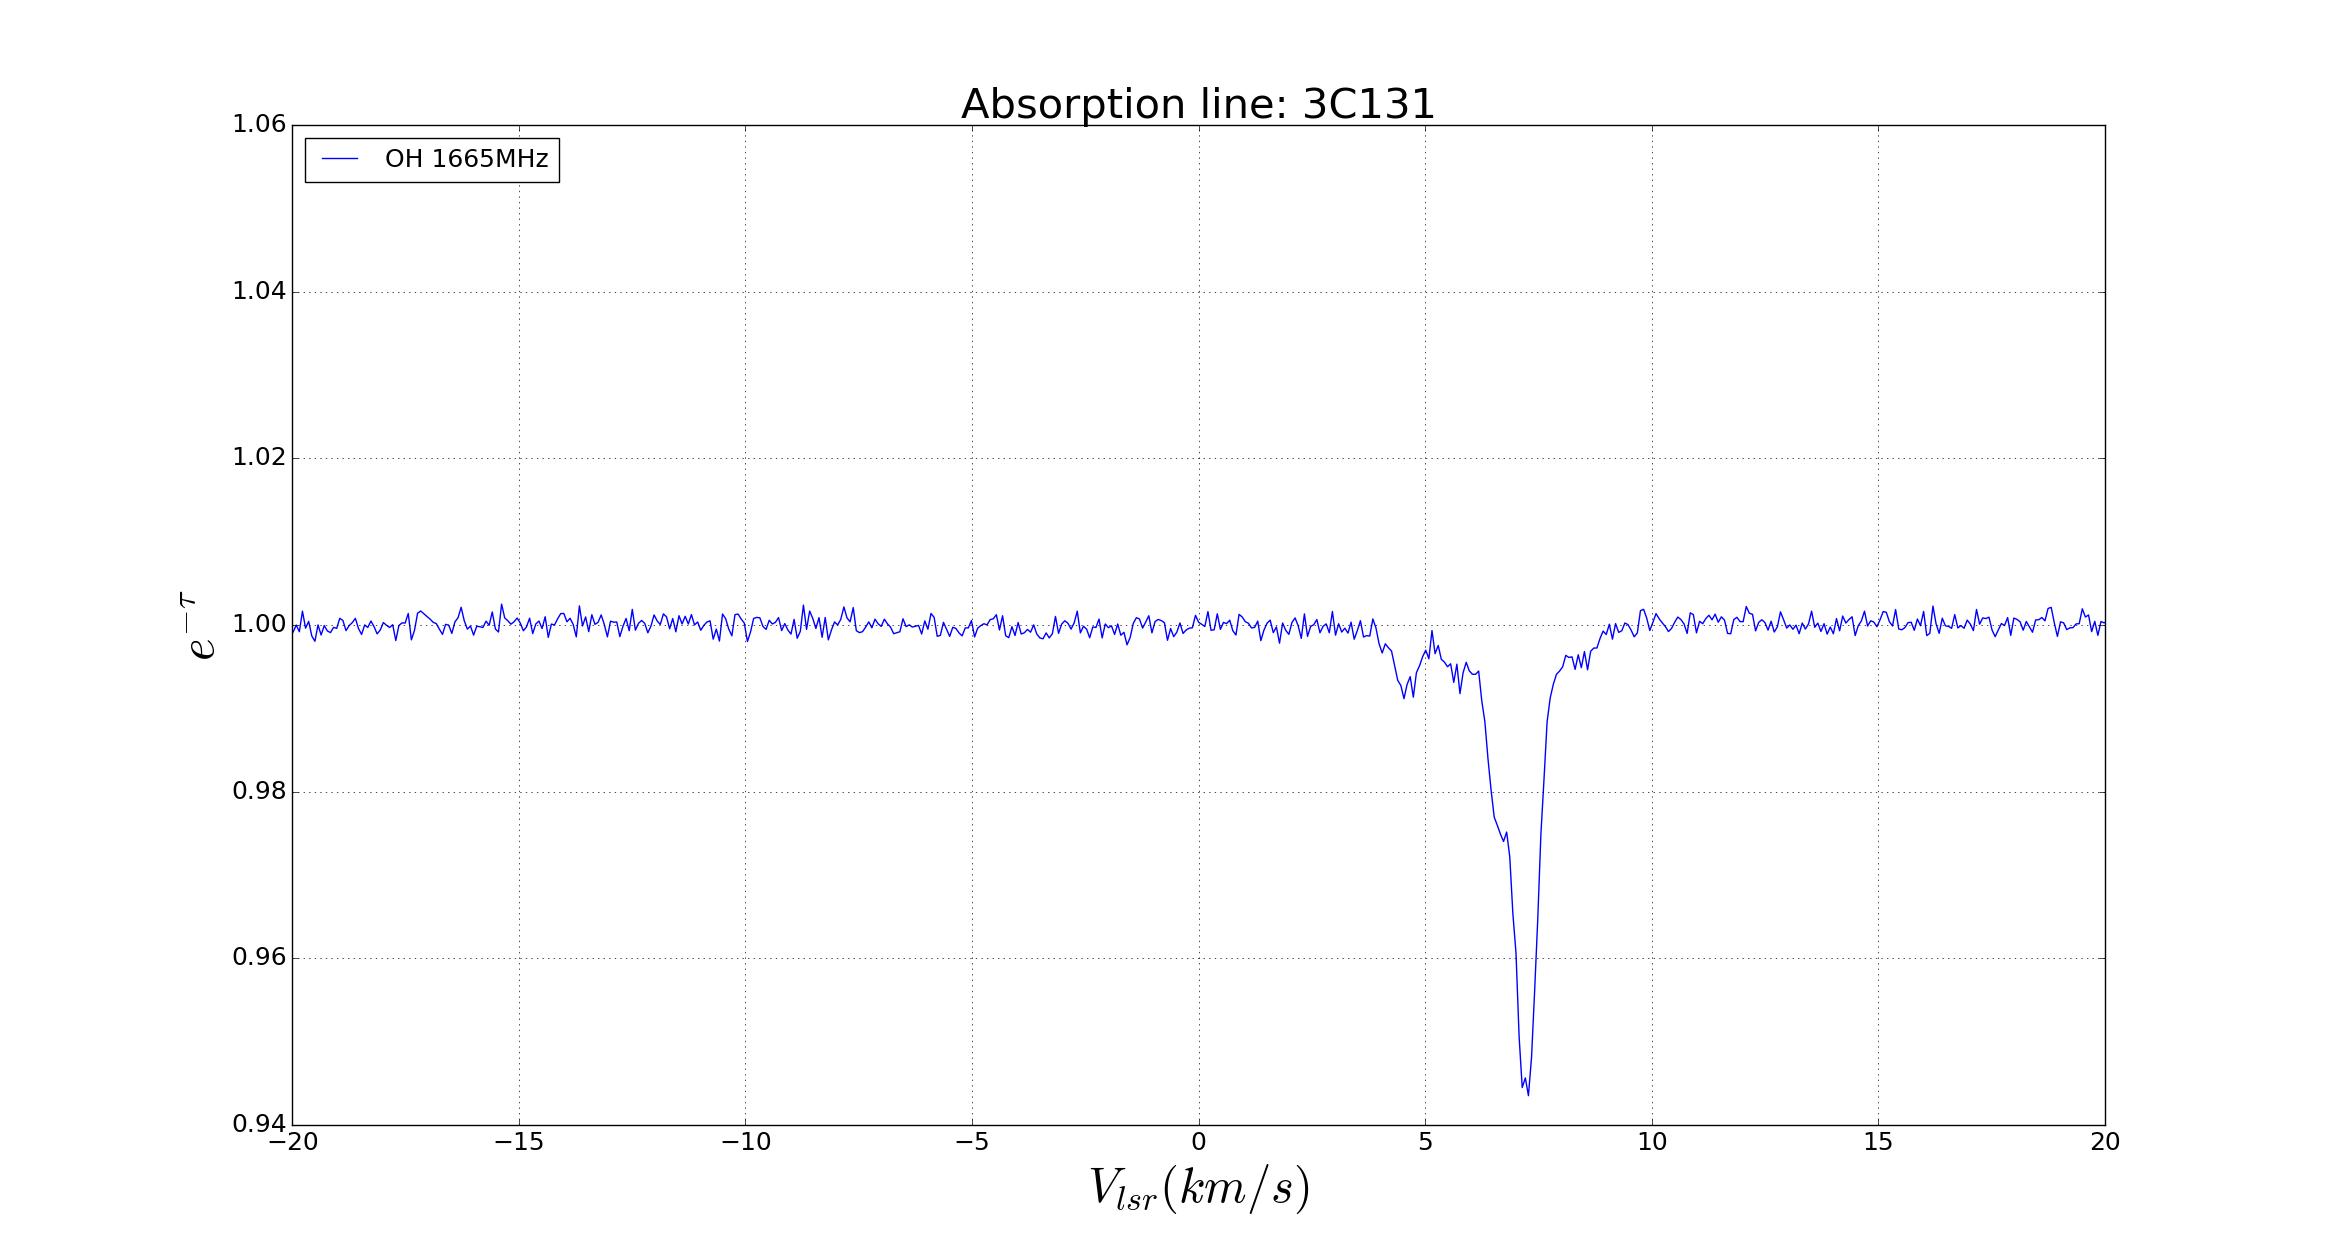 Absorption line: 3C131
OH 1665MHz
1.06
1.04
1.02
1.00
0.98
0.96
0.94
e^{-τ}
−20 −15 −10 −5 0 5 10 15 20
V_{lsr}(km/s)